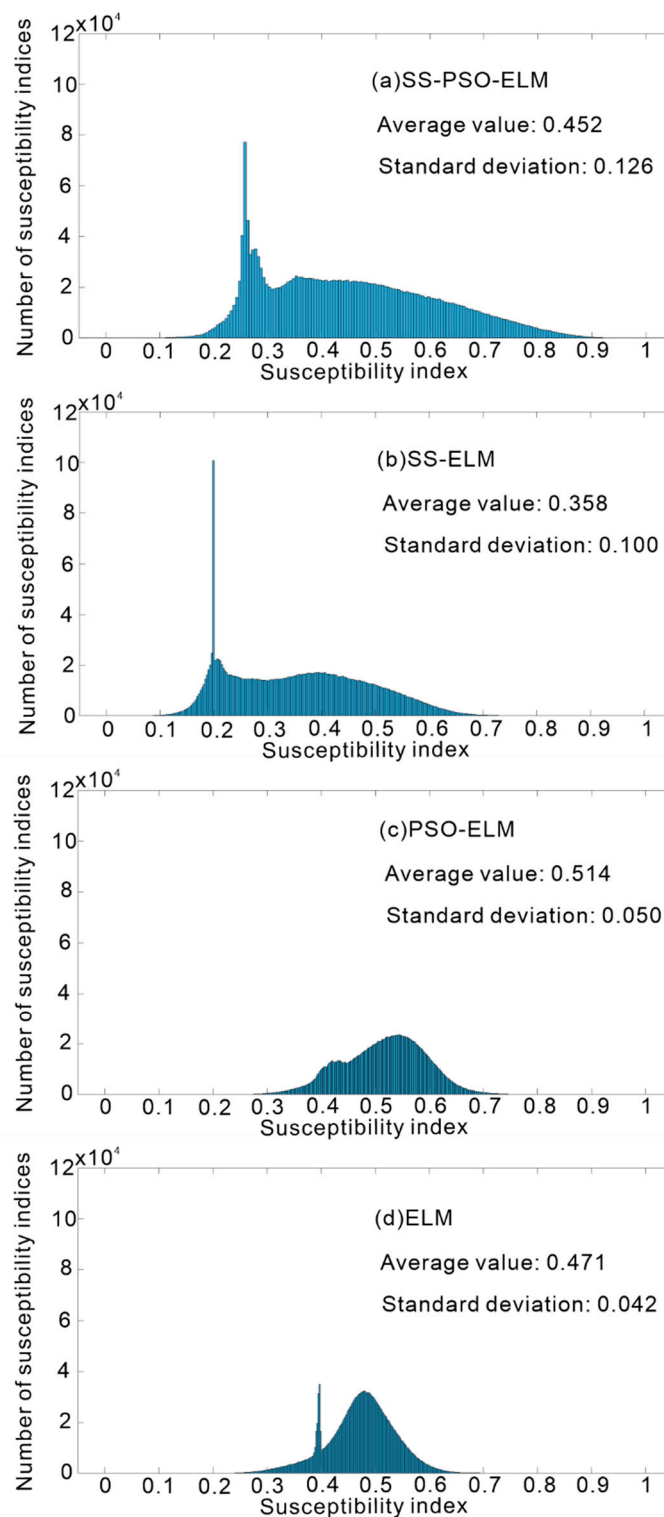 12x10⁴
10
8
6
4
2
0
Number of susceptibility indices
(a)SS-PSO-ELM
Average value: 0.452
Standard deviation: 0.126
0 0.1 0.2 0.3 0.4 0.5 0.6 0.7 0.8 0.9 1
Susceptibility index
12x10⁴
10
8
6
4
2
0
Number of susceptibility indices
(b)SS-ELM
Average value: 0.358
Standard deviation: 0.100
0 0.1 0.2 0.3 0.4 0.5 0.6 0.7 0.8 0.9 1
Susceptibility index
12x10⁴
10
8
6
4
2
0
Number of susceptibility indices
(c)PSO-ELM
Average value: 0.514
Standard deviation: 0.050
0 0.1 0.2 0.3 0.4 0.5 0.6 0.7 0.8 0.9 1
Susceptibility index
12x10⁴
10
8
6
4
2
0
Number of susceptibility indices
(d)ELM
Average value: 0.471
Standard deviation: 0.042
0 0.1 0.2 0.3 0.4 0.5 0.6 0.7 0.8 0.9 1
Susceptibility index